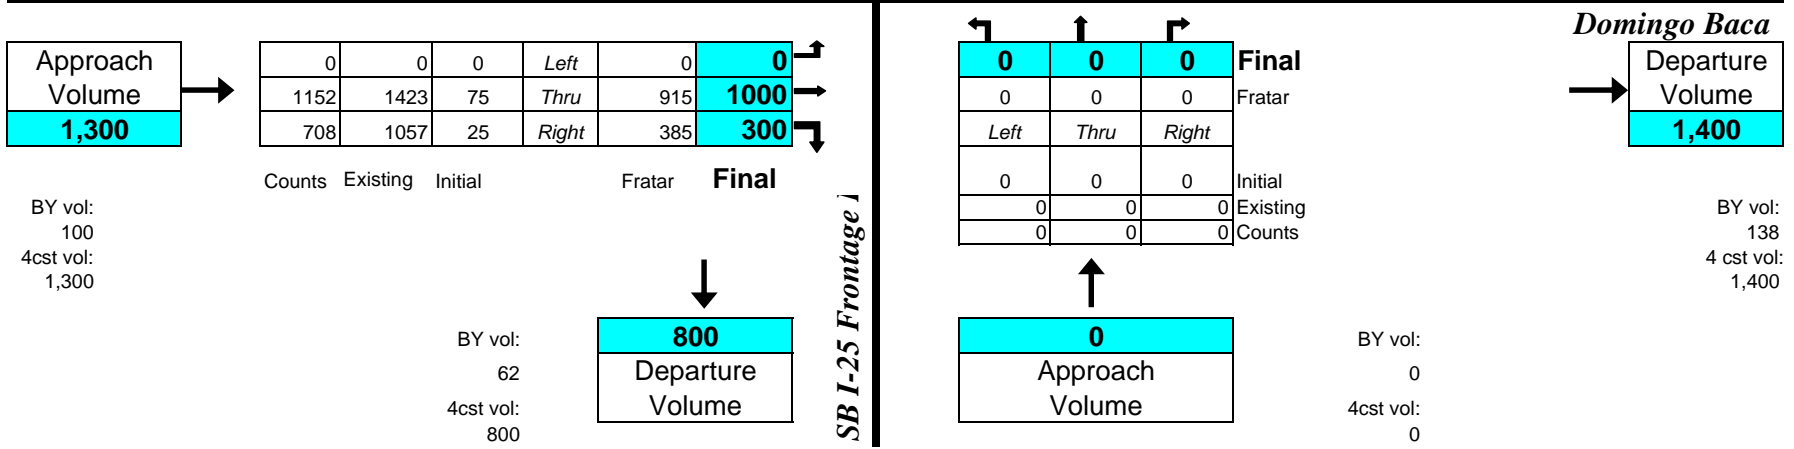 Domingo Baca
Approach
Volume
1,300
0 0 0 Left 0 0
1152 1423 75 Thru 915 1000
708 1057 25 Right 385 300
Counts Existing Initial Fratar Final
BY vol:
100
4cst vol:
1,300
BY vol:
62
4cst vol:
800
800
Departure
Volume
SB I-25 Frontage
0 0 0 Final
0 0 0 Fratar
Left Thru Right
0 0 0 Initial
0 0 0 Existing
0 0 0 Counts
0
Approach
Volume
BY vol:
0
4cst vol:
0
Departure
Volume
1,400
BY vol:
138
4 cst vol:
1,400